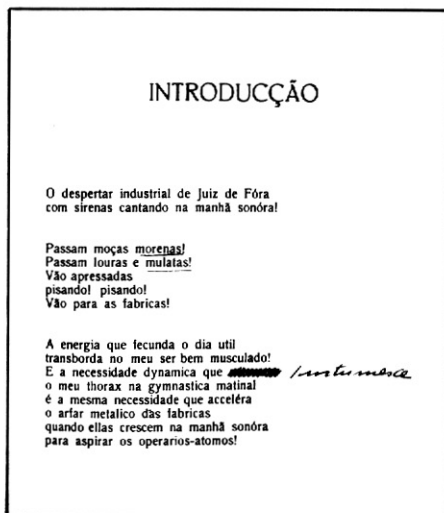 INTRODUCÇÃO
O despertar industrial de Juiz de Fóra
com sirenas cantando na manhã sonóra!
Passam moças morenas!
Passam louras e mulatas!
Vão apressadas
pisando! pisando!
Vão para as fabricas!
A energia que fecunda o dia util
transborda no meu ser bem musculado!
E a necessidade dynamica que intumesce
o meu thorax na gymnastica matinal
é a mesma necessidade que acceléra
o arfar metalico das fabricas
quando ellas crescem na manhã sonóra
para aspirar os operarios-atomos!